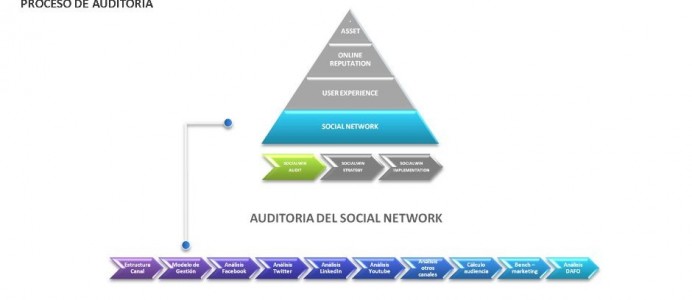 PROCESO DE AUDITORIA
ASSET
ONLINE
REPUTATION
USER EXPERIENCE
SOCIAL NETWORK
SOCIALWIN
AUDIT
SOCIALWIN
STRATEGY
SOCIALWIN
IMPLEMENTATION
AUDITORIA DEL SOCIAL NETWORK
Estructura
Canal
Modelo de
Gestión
Análisis
Facebook
Análisis
Twitter
Análisis
LinkedIn
Análisis
Youtube
Análisis
otros
canales
Cálculo
audiencia
Bench –
marketing
Análisis
DAFO